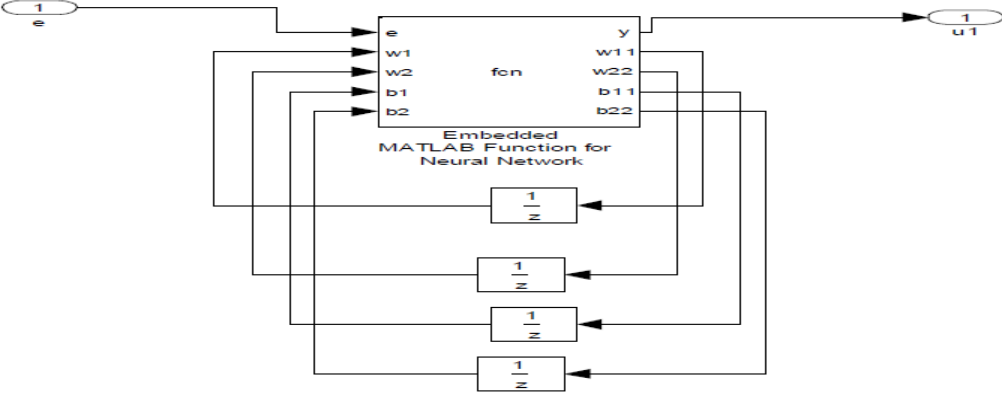 1
e
1
u1
e
y
w1
w11
w2
fcn
w22
b1
b11
b2
b22
Embedded
MATLAB Function for
Neural Network
1
z
1
z
1
z
1
z